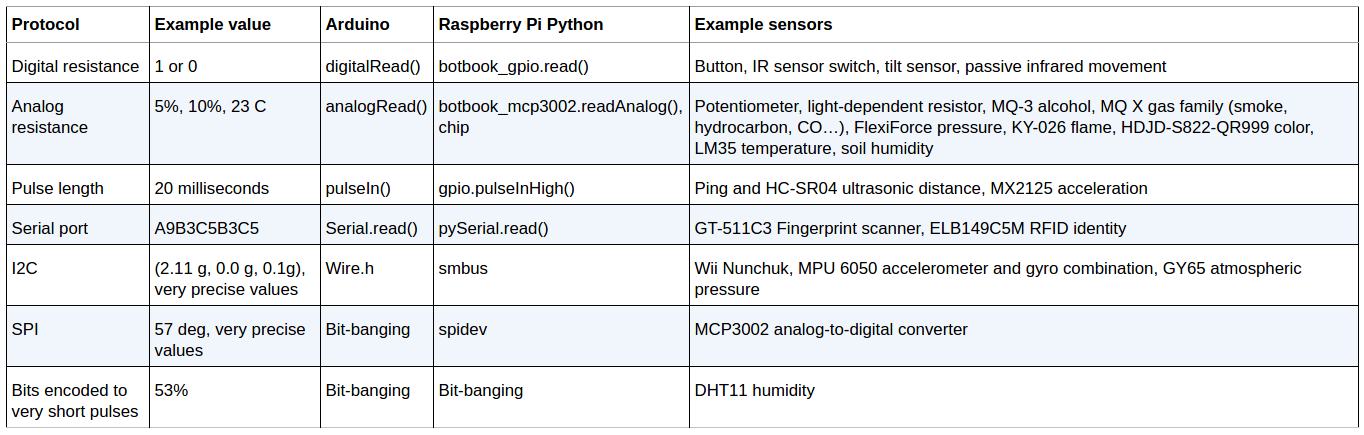 Protocol Example value Arduino Raspberry Pi Python Example sensors
Digital resistance 1 or 0 digitalRead() botbook_gpio.read() Button, IR sensor switch, tilt sensor, passive infrared movement
Analog resistance 5%, 10%, 23 C analogRead() botbook_mcp3002.readAnalog(), chip Potentiometer, light-dependent resistor, MQ-3 alcohol, MQ X gas family (smoke, hydrocarbon, CO…), FlexiForce pressure, KY-026 flame, HDJD-S822-QR999 color, LM35 temperature, soil humidity
Pulse length 20 milliseconds pulseIn() gpio.pulseInHigh() Ping and HC-SR04 ultrasonic distance, MX2125 acceleration
Serial port A9B3C5B3C5 Serial.read() pySerial.read() GT-511C3 Fingerprint scanner, ELB149C5M RFID identity
I2C (2.11 g, 0.0 g, 0.1g), very precise values Wire.h smbus Wii Nunchuk, MPU 6050 accelerometer and gyro combination, GY65 atmospheric pressure
SPI 57 deg, very precise values Bit-banging spidev MCP3002 analog-to-digital converter
Bits encoded to very short pulses 53% Bit-banging Bit-banging DHT11 humidity